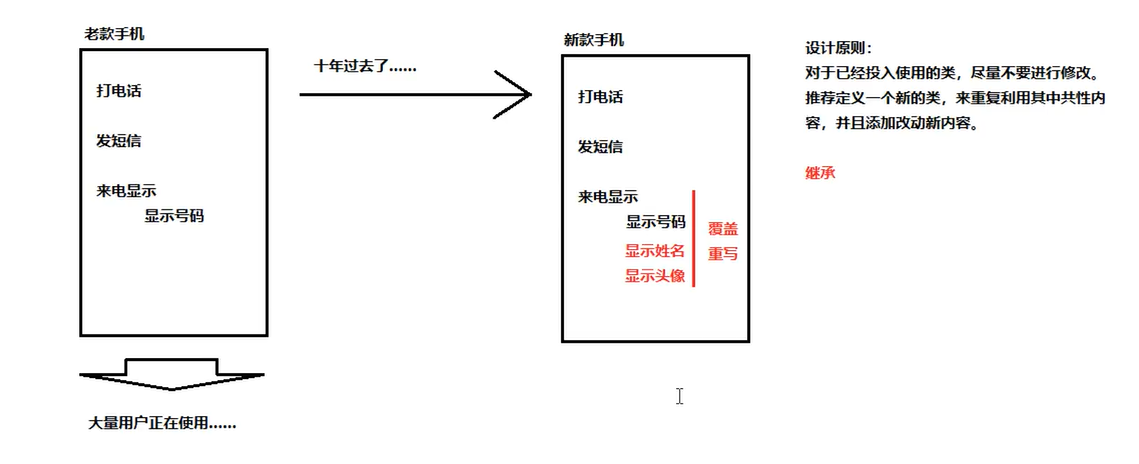 老款手机
打电话
发短信
来电显示
显示号码
大量用户正在使用......
十年过去了......
新款手机
打电话
发短信
来电显示
显示号码
显示姓名
显示头像
覆盖
重写
设计原则：
对于已经投入使用的类，尽量不要进行修改。
推荐定义一个新的类，来重复利用其中共性内
容，并且添加改动新内容。
继承